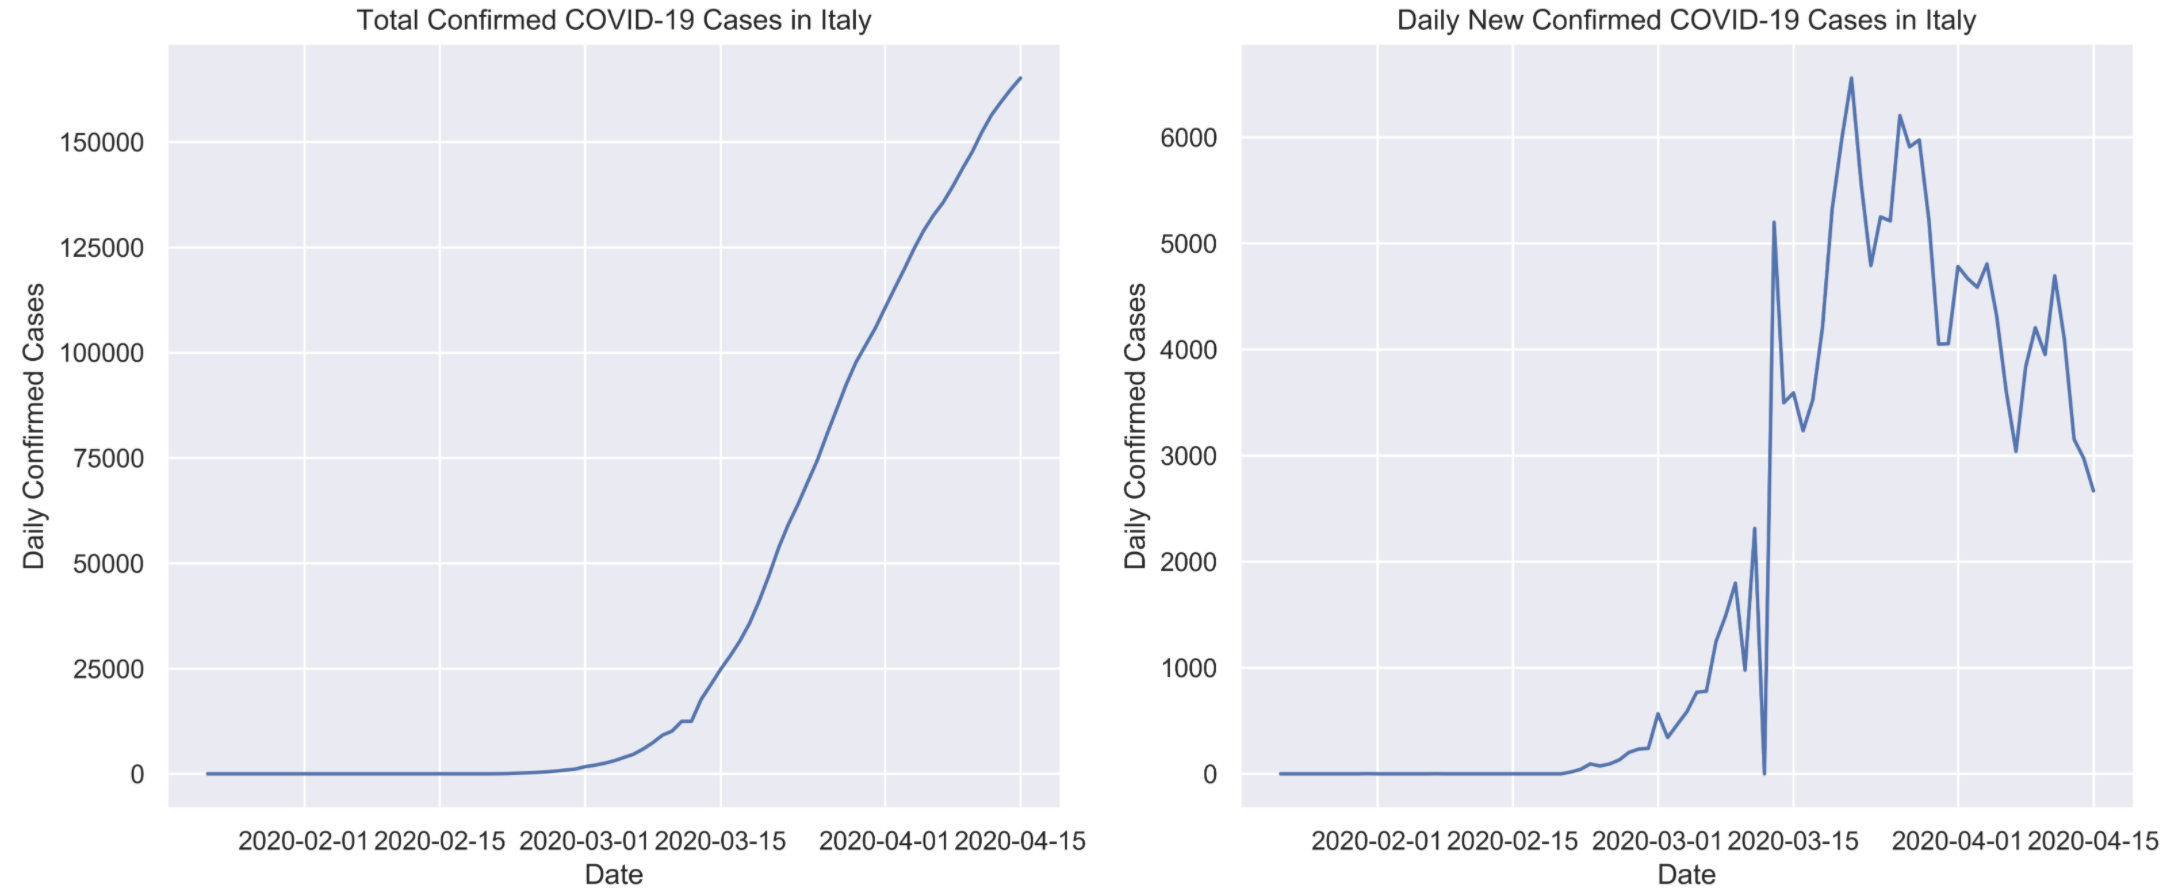 Total Confirmed COVID-19 Cases in Italy
Daily Confirmed Cases
150000
125000
100000
75000
50000
25000
0
2020-02-01 2020-02-15 2020-03-01 2020-03-15 2020-04-01 2020-04-15
Date
Daily New Confirmed COVID-19 Cases in Italy
Daily Confirmed Cases
6000
5000
4000
3000
2000
1000
0
2020-02-01 2020-02-15 2020-03-01 2020-03-15 2020-04-01 2020-04-15
Date